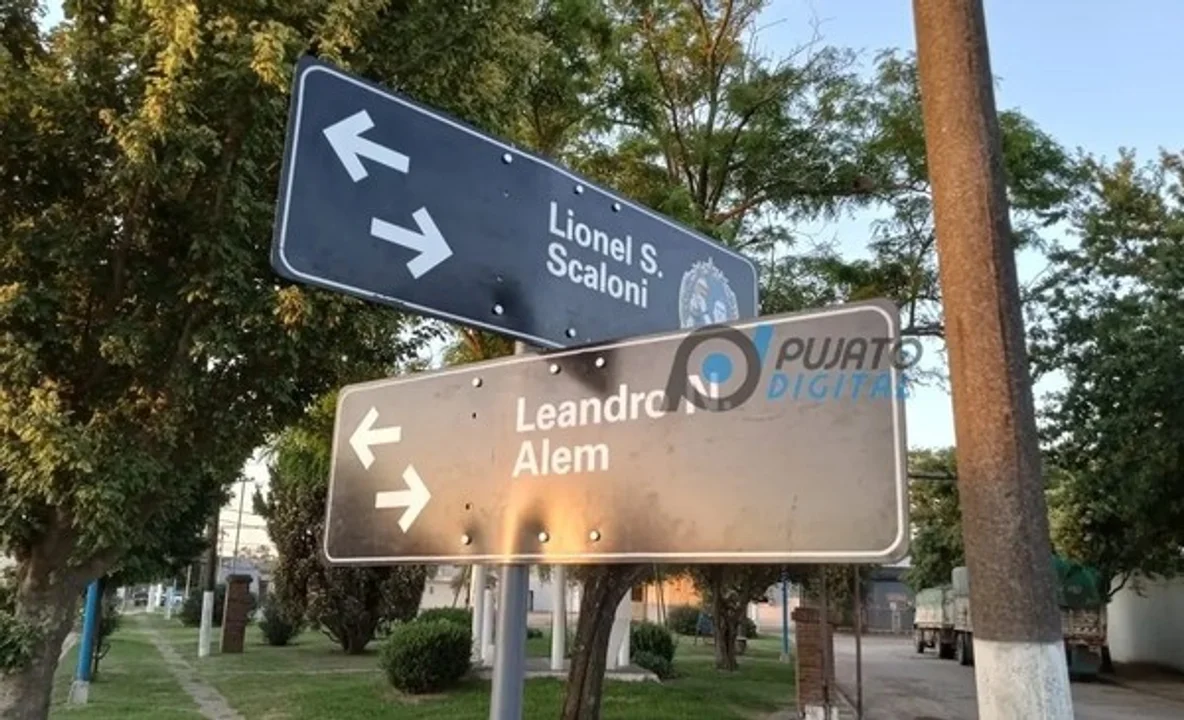 Lionel S.
Scaloni
Leandro N.
Alem
PUJATO
DIGITAL